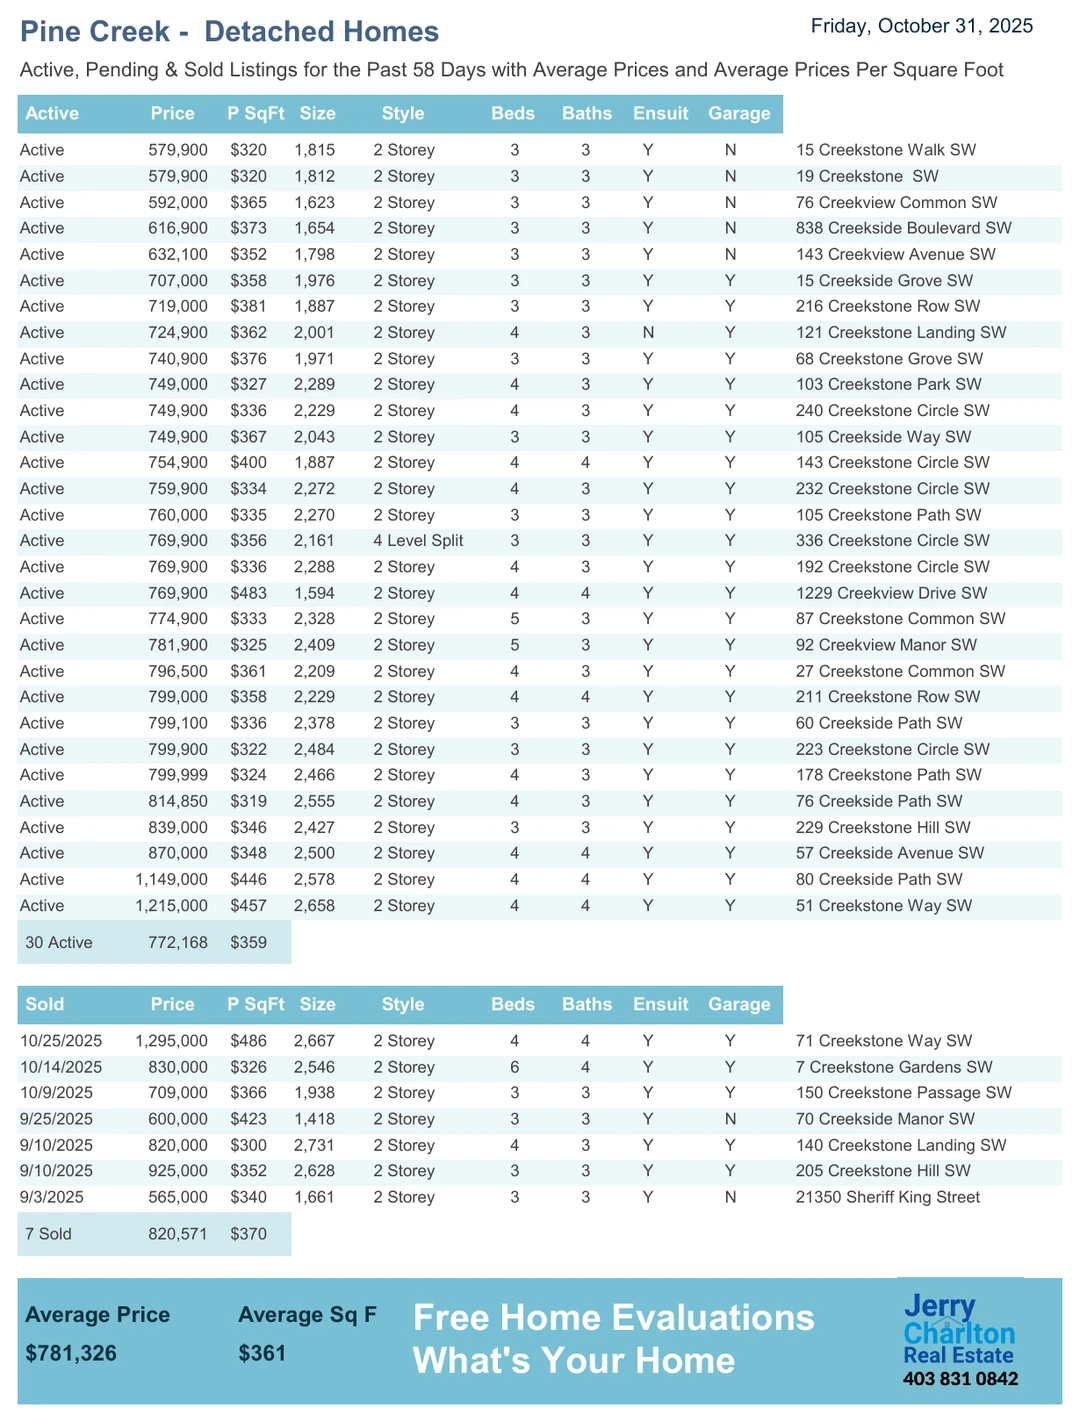 Pine Creek -  Detached Homes
Friday, October 31, 2025
Active, Pending & Sold Listings for the Past 58 Days with Average Prices and Average Prices Per Square Foot
Active Price P SqFt Size Style Beds Baths Ensuit Garage
Active 579,900 $320 1,815 2 Storey 3 3 Y N 15 Creekstone Walk SW
Active 579,900 $320 1,812 2 Storey 3 3 Y N 19 Creekstone  SW
Active 592,000 $365 1,623 2 Storey 3 3 Y N 76 Creekview Common SW
Active 616,900 $373 1,654 2 Storey 3 3 Y N 838 Creekside Boulevard SW
Active 632,100 $352 1,798 2 Storey 3 3 Y N 143 Creekview Avenue SW
Active 707,000 $358 1,976 2 Storey 3 3 Y Y 15 Creekside Grove SW
Active 719,000 $381 1,887 2 Storey 3 3 Y Y 216 Creekstone Row SW
Active 724,900 $362 2,001 2 Storey 4 3 N Y 121 Creekstone Landing SW
Active 740,900 $376 1,971 2 Storey 3 3 Y Y 68 Creekstone Grove SW
Active 749,000 $327 2,289 2 Storey 4 3 Y Y 103 Creekstone Park SW
Active 749,900 $336 2,229 2 Storey 4 3 Y Y 240 Creekstone Circle SW
Active 749,900 $367 2,043 2 Storey 3 3 Y Y 105 Creekside Way SW
Active 754,900 $400 1,887 2 Storey 4 4 Y Y 143 Creekstone Circle SW
Active 759,900 $334 2,272 2 Storey 4 3 Y Y 232 Creekstone Circle SW
Active 760,000 $335 2,270 2 Storey 3 3 Y Y 105 Creekstone Path SW
Active 769,900 $356 2,161 4 Level Split 3 3 Y Y 336 Creekstone Circle SW
Active 769,900 $336 2,288 2 Storey 4 3 Y Y 192 Creekstone Circle SW
Active 769,900 $483 1,594 2 Storey 4 4 Y Y 1229 Creekview Drive SW
Active 774,900 $333 2,328 2 Storey 5 3 Y Y 87 Creekstone Common SW
Active 781,900 $325 2,409 2 Storey 5 3 Y Y 92 Creekview Manor SW
Active 796,500 $361 2,209 2 Storey 4 3 Y Y 27 Creekstone Common SW
Active 799,000 $358 2,229 2 Storey 4 4 Y Y 211 Creekstone Row SW
Active 799,100 $336 2,378 2 Storey 3 3 Y Y 60 Creekside Path SW
Active 799,900 $322 2,484 2 Storey 3 3 Y Y 223 Creekstone Circle SW
Active 799,999 $324 2,466 2 Storey 4 3 Y Y 178 Creekstone Path SW
Active 814,850 $319 2,555 2 Storey 4 3 Y Y 76 Creekside Path SW
Active 839,000 $346 2,427 2 Storey 3 3 Y Y 229 Creekstone Hill SW
Active 870,000 $348 2,500 2 Storey 4 4 Y Y 57 Creekside Avenue SW
Active 1,149,000 $446 2,578 2 Storey 4 4 Y Y 80 Creekside Path SW
Active 1,215,000 $457 2,658 2 Storey 4 4 Y Y 51 Creekstone Way SW
30 Active 772,168 $359
Sold Price P SqFt Size Style Beds Baths Ensuit Garage
10/25/2025 1,295,000 $486 2,667 2 Storey 4 4 Y Y 71 Creekstone Way SW
10/14/2025 830,000 $326 2,546 2 Storey 6 4 Y Y 7 Creekstone Gardens SW
10/9/2025 709,000 $366 1,938 2 Storey 3 3 Y Y 150 Creekstone Passage SW
9/25/2025 600,000 $423 1,418 2 Storey 3 3 Y N 70 Creekside Manor SW
9/10/2025 820,000 $300 2,731 2 Storey 4 3 Y Y 140 Creekstone Landing SW
9/10/2025 925,000 $352 2,628 2 Storey 3 3 Y Y 205 Creekstone Hill SW
9/3/2025 565,000 $340 1,661 2 Storey 3 3 Y N 21350 Sheriff King Street
7 Sold 820,571 $370
Average Price Average Sq F
$781,326 $361
Free Home Evaluations
What's Your Home
Jerry
Charlton
Real Estate
403 831 0842